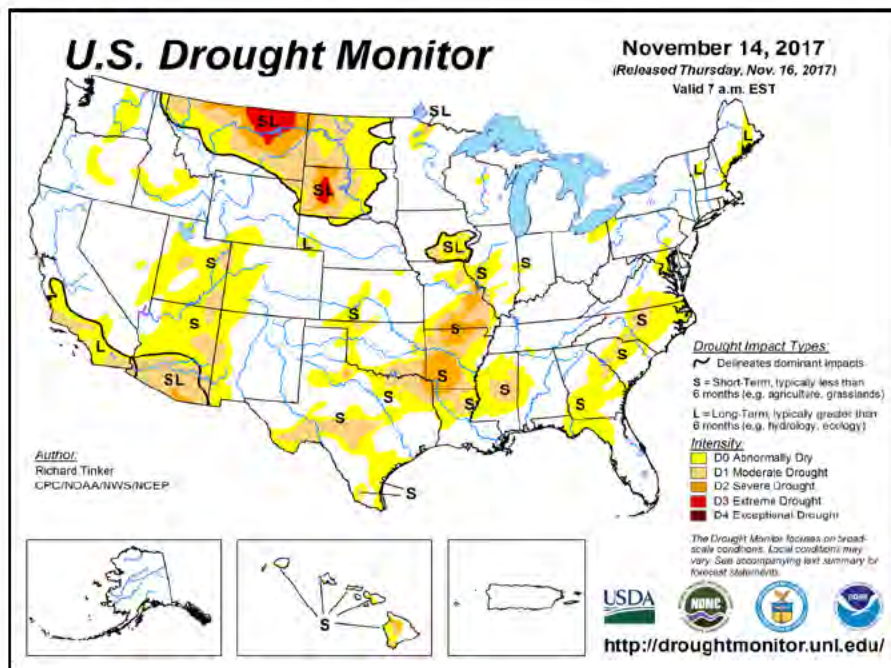 U.S. Drought Monitor
November 14, 2017
(Released Thursday, Nov. 16, 2017)
Valid 7 a.m. EST
SL
SL
SL
L
L
L
SL
S
S
S
S
S
S
S
S
S
L
SL
S
S
S
S
S
S
S
Drought Impact Types:
Delineates dominant impacts
S = Short-Term, typically less than
6 months (e.g. agriculture, grasslands)
L = Long-Term, typically greater than
6 months (e.g. hydrology, ecology)
Intensity:
D0 Abnormally Dry
D1 Moderate Drought
D2 Severe Drought
D3 Extreme Drought
D4 Exceptional Drought
Author:
Richard Tinker
CPC/NOAA/NWS/NCEP
The Drought Monitor focuses on broad-
scale conditions. Local conditions may
vary. See accompanying text summary for
forecast statements.
S
USDA
NDMC
NOAA
http://droughtmonitor.unl.edu/